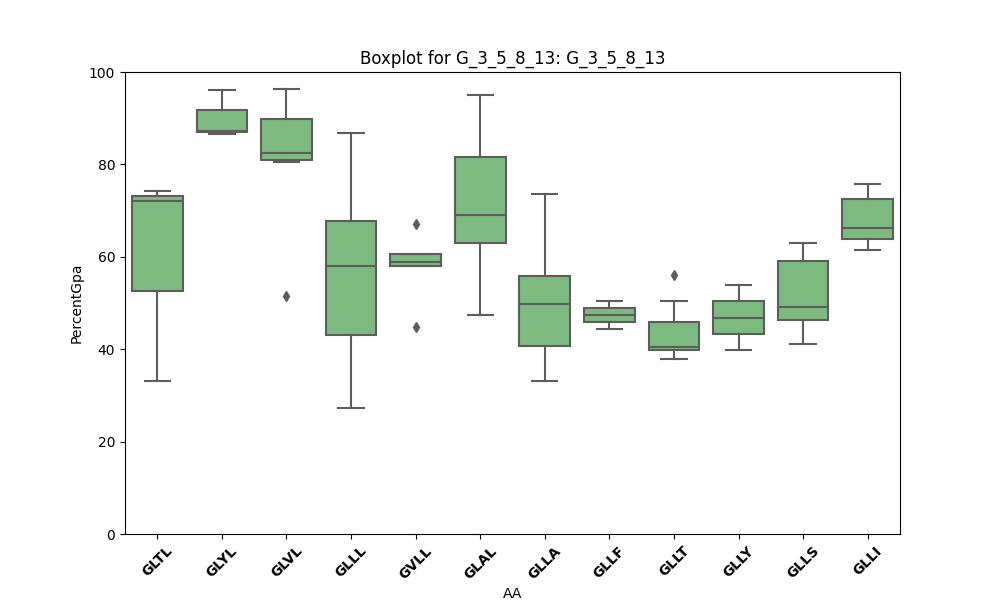 Boxplot for G_3_5_8_13: G_3_5_8_13
PercentGpa
100
80
60
40
20
0
GLTL GLYL GLVL GLLL GVLL GLAL GLLA GLLF GLLT GLLY GLLS GLLI
AA